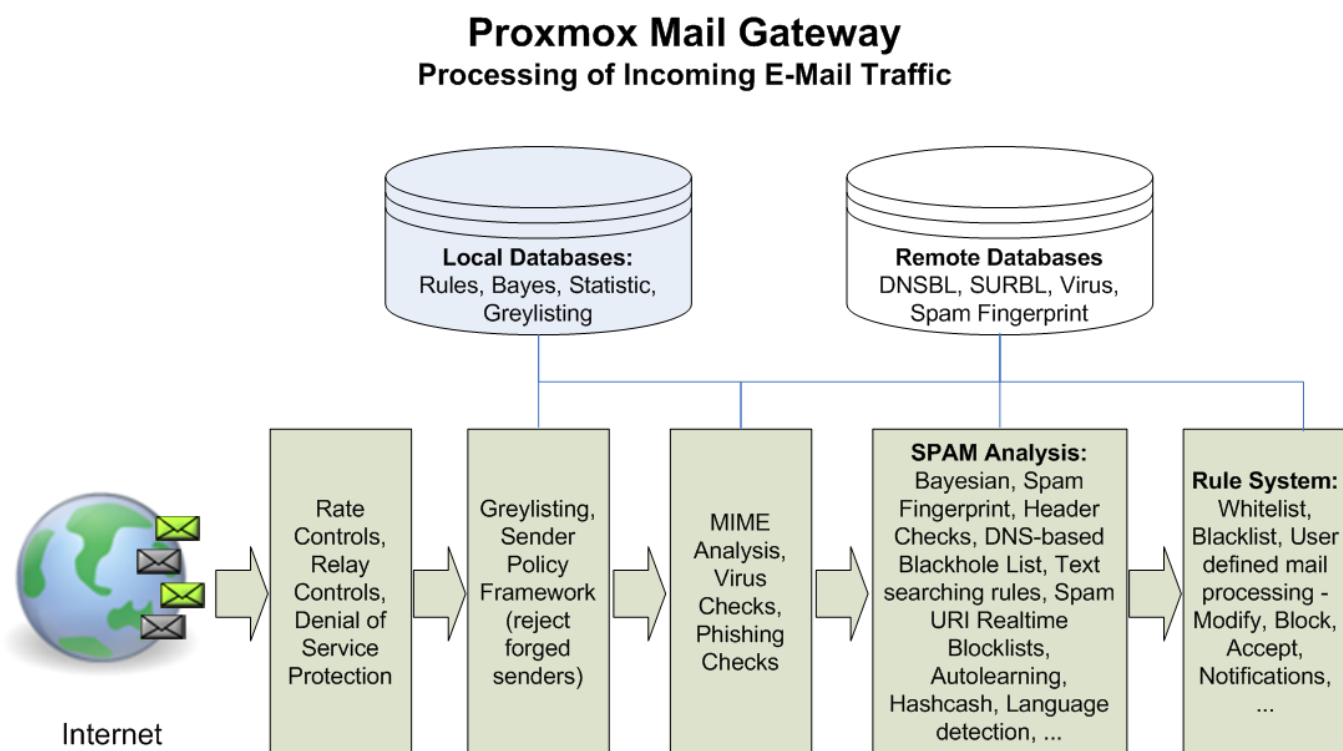 Proxmox Mail Gateway
Processing of Incoming E-Mail Traffic
Local Databases:
Rules, Bayes, Statistic,
Greylisting
Remote Databases
DNSBL, SURBL, Virus,
Spam Fingerprint
Internet
Rate
Controls,
Relay
Controls,
Denial of
Service
Protection
Greylisting,
Sender
Policy
Framework
(reject
forged
senders)
MIME
Analysis,
Virus
Checks,
Phishing
Checks
SPAM Analysis:
Bayesian, Spam
Fingerprint, Header
Checks, DNS-based
Blackhole List, Text
searching rules, Spam
URI Realtime
Blocklists,
Autolearning,
Hashcash, Language
detection, ...
Rule System:
Whitelist,
Blacklist, User
defined mail
processing -
Modify, Block,
Accept,
Notifications,
...